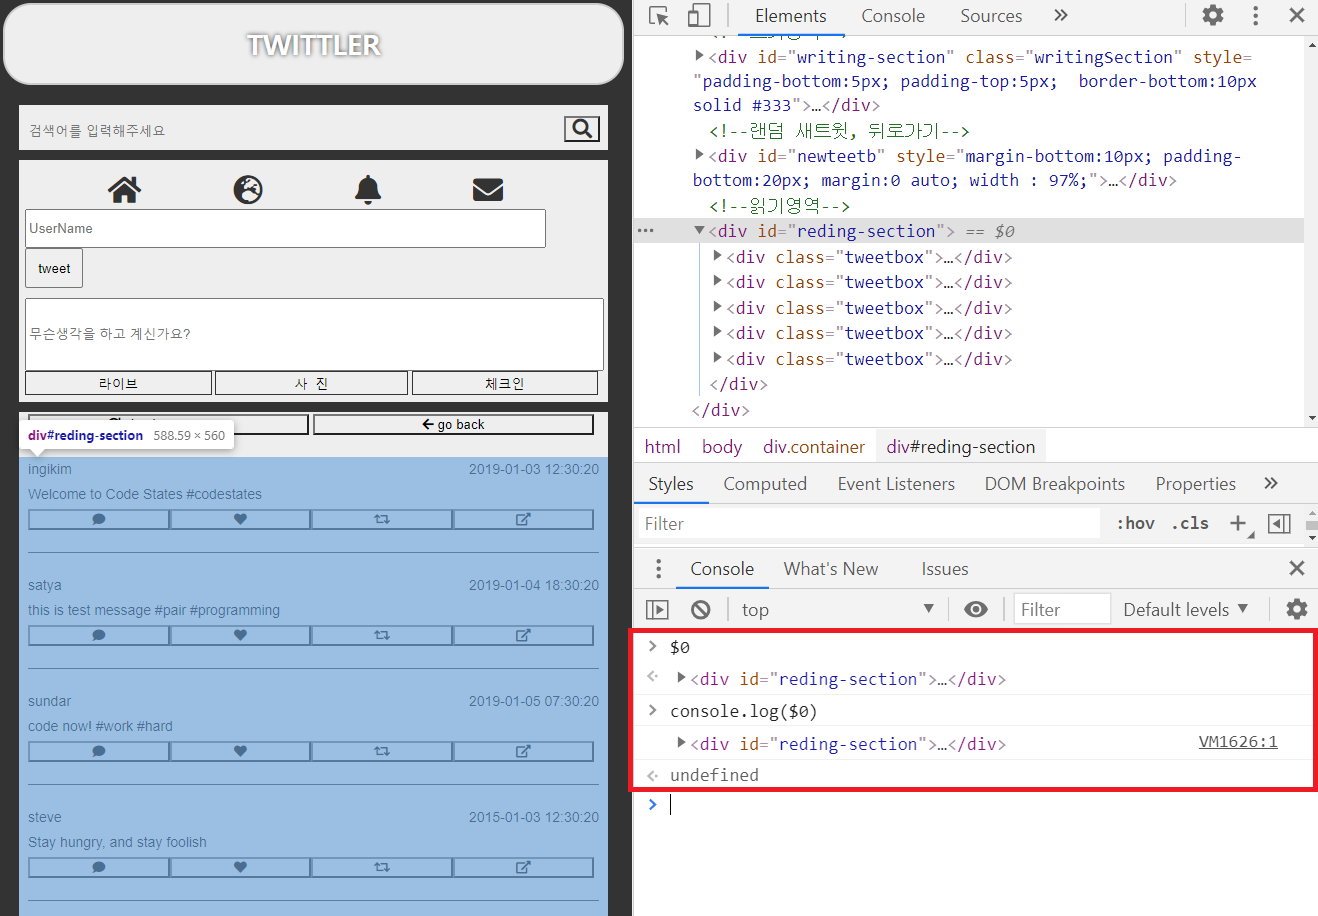 TWITTLER
검색어를 입력해주세요
UserName
tweet
무슨생각을 하고 계신가요?
라이브 사 진 체크인
go back
div#reding-section 588.59 × 560
ingikim 2019-01-03 12:30:20
Welcome to Code States #codestates
satya 2019-01-04 18:30:20
this is test message #pair #programming
sundar 2019-01-05 07:30:20
code now! #work #hard
steve 2015-01-03 12:30:20
Stay hungry, and stay foolish
Elements Console Sources »
<div id="writing-section" class="writingSection" style=
"padding-bottom:5px; padding-top:5px;  border-bottom:10px
solid #333">…</div>
<!--랜덤 새트윗, 뒤로가기-->
<div id="newteetb" style="margin-bottom:10px; padding-
bottom:20px; margin:0 auto; width : 97%;">…</div>
<!--읽기영역-->
<div id="reding-section"> == $0
<div class="tweetbox">…</div>
<div class="tweetbox">…</div>
<div class="tweetbox">…</div>
<div class="tweetbox">…</div>
<div class="tweetbox">…</div>
</div>
</div>
html body div.container div#reding-section
Styles Computed Event Listeners DOM Breakpoints Properties »
Filter :hov .cls +
Console What's New Issues
top Filter Default levels
> $0
<div id="reding-section">…</div>
> console.log($0)
<div id="reding-section">…</div> VM1626:1
undefined
>